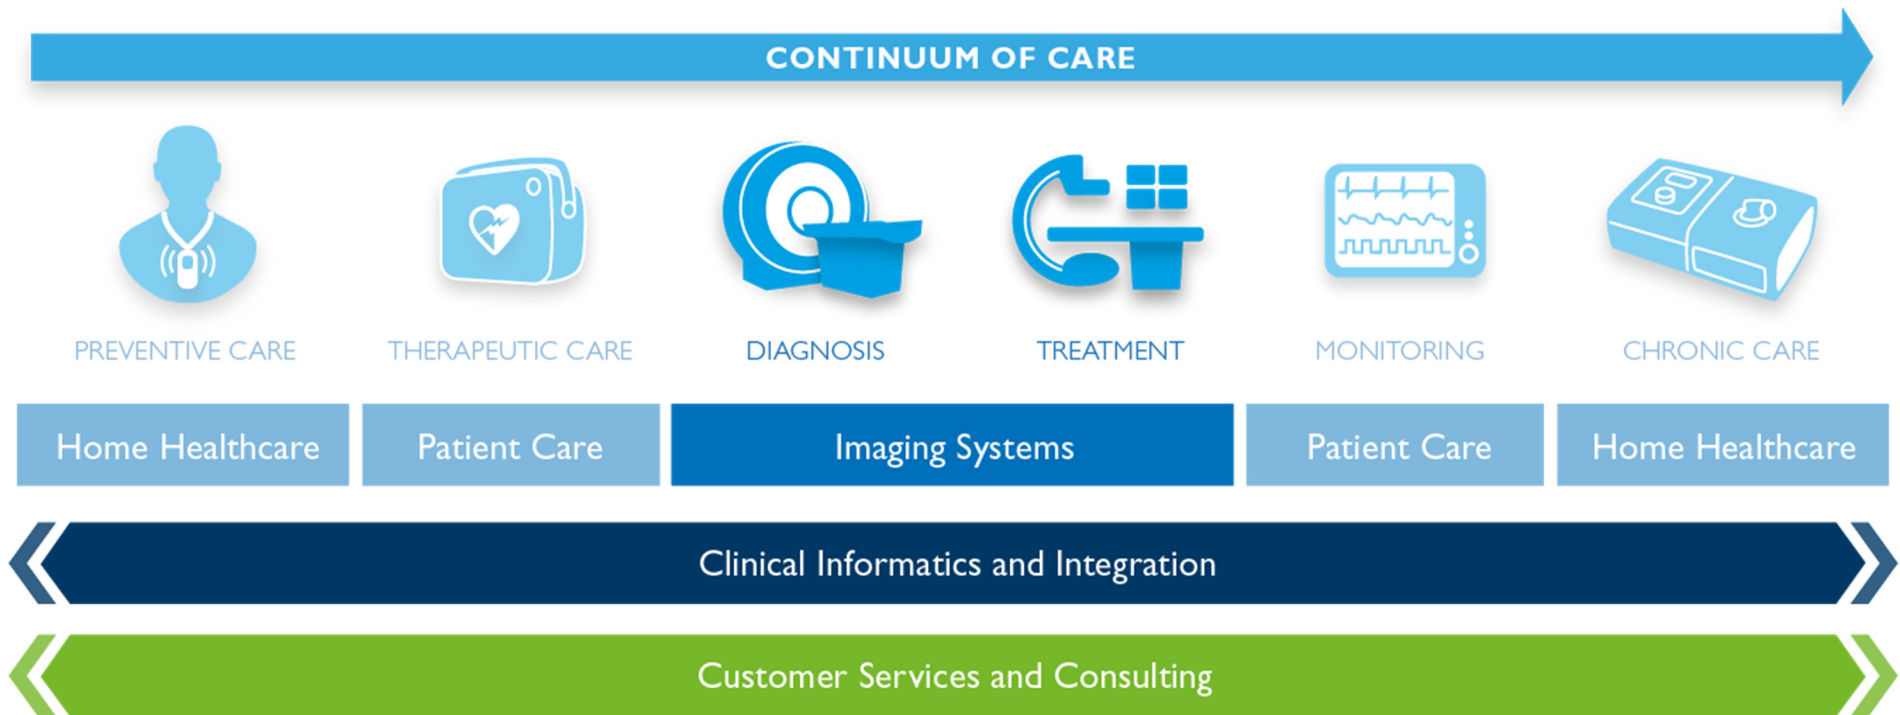 CONTINUUM OF CARE
PREVENTIVE CARE
THERAPEUTIC CARE
DIAGNOSIS
TREATMENT
MONITORING
CHRONIC CARE
Home Healthcare
Patient Care
Imaging Systems
Patient Care
Home Healthcare
Clinical Informatics and Integration
Customer Services and Consulting